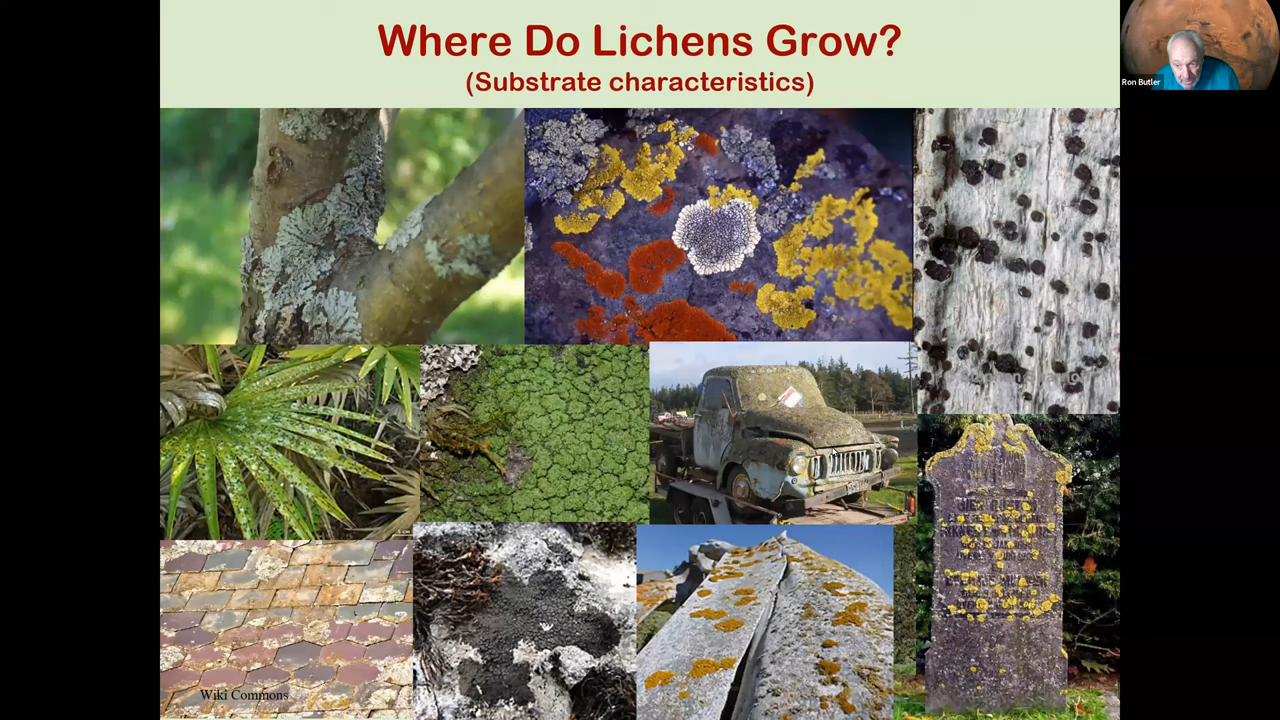 Where Do Lichens Grow?
(Substrate characteristics)
Ron Butler
Wiki Commons